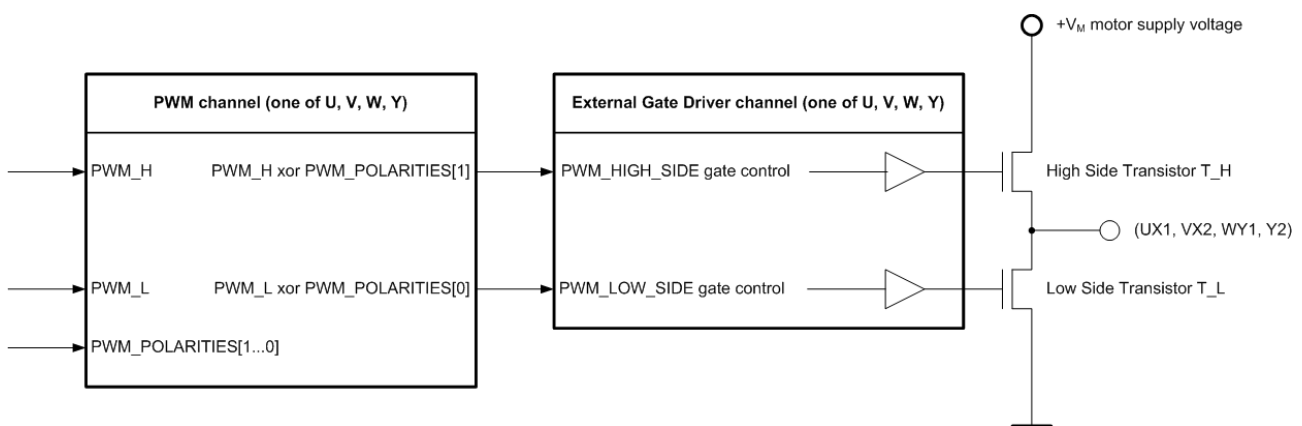 +VM motor supply voltage
PWM channel (one of U, V, W, Y)
External Gate Driver channel (one of U, V, W, Y)
PWM_H
PWM_H xor PWM_POLARITIES[1]
PWM_HIGH_SIDE gate control
High Side Transistor T_H
(UX1, VX2, WY1, Y2)
PWM_L
PWM_L xor PWM_POLARITIES[0]
PWM_LOW_SIDE gate control
Low Side Transistor T_L
PWM_POLARITIES[1...0]